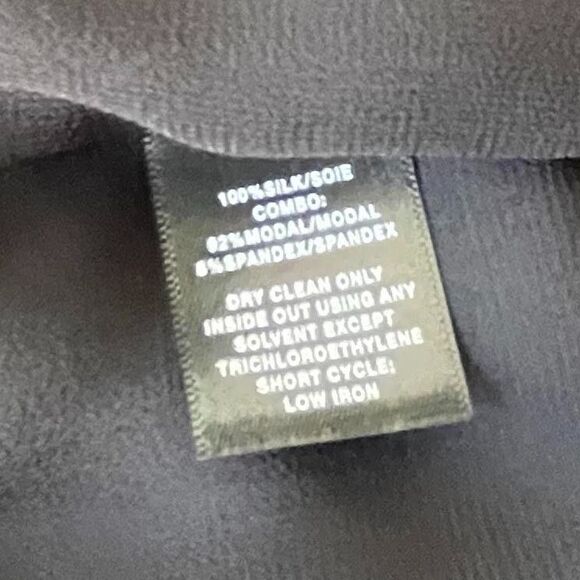 100%SILK/SOIE
COMBO:
92%MODAL/MODAL
8%SPANDEX/SPANDEX
DRY CLEAN ONLY
INSIDE OUT USING ANY
SOLVENT EXCEPT
TRICHLOROETHYLENE
SHORT CYCLE;
LOW IRON